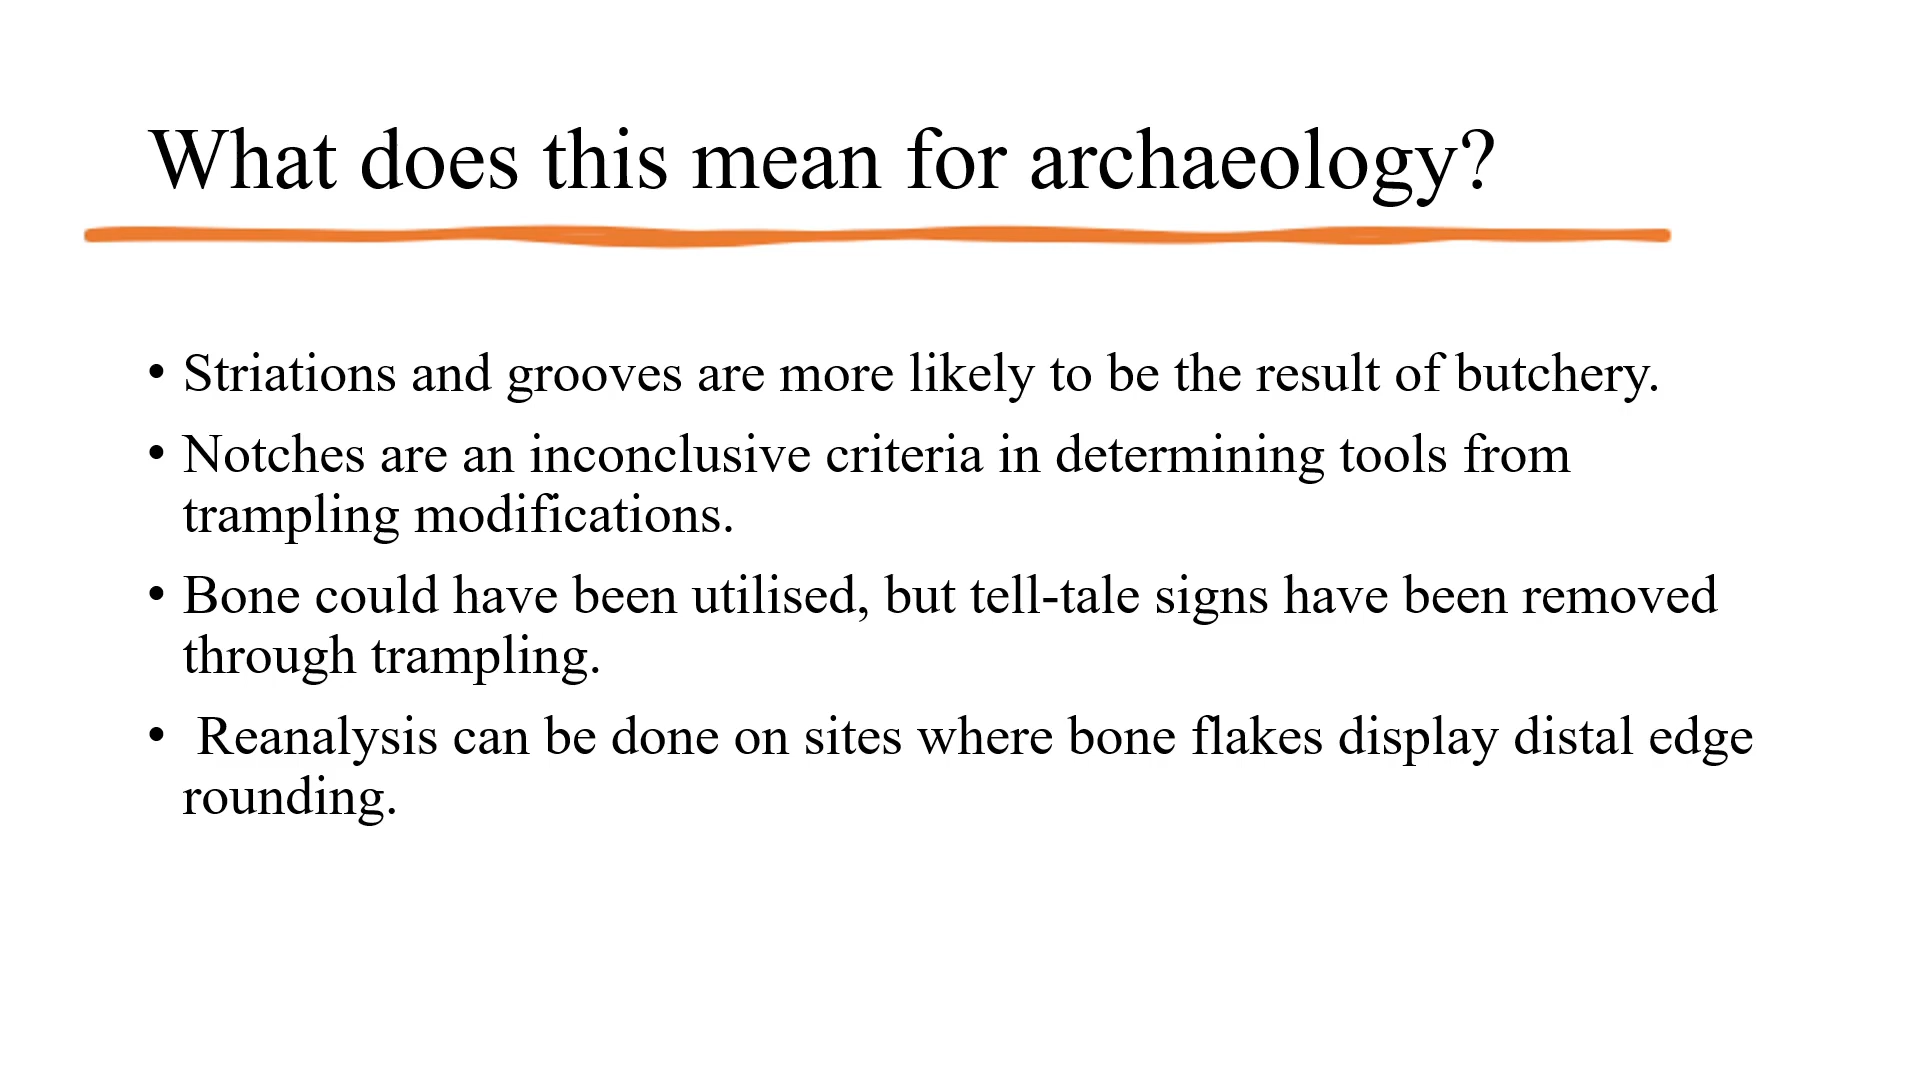 What does this mean for archaeology?
• Striations and grooves are more likely to be the result of butchery.
• Notches are an inconclusive criteria in determining tools from
trampling modifications.
• Bone could have been utilised, but tell-tale signs have been removed
through trampling.
• Reanalysis can be done on sites where bone flakes display distal edge
rounding.